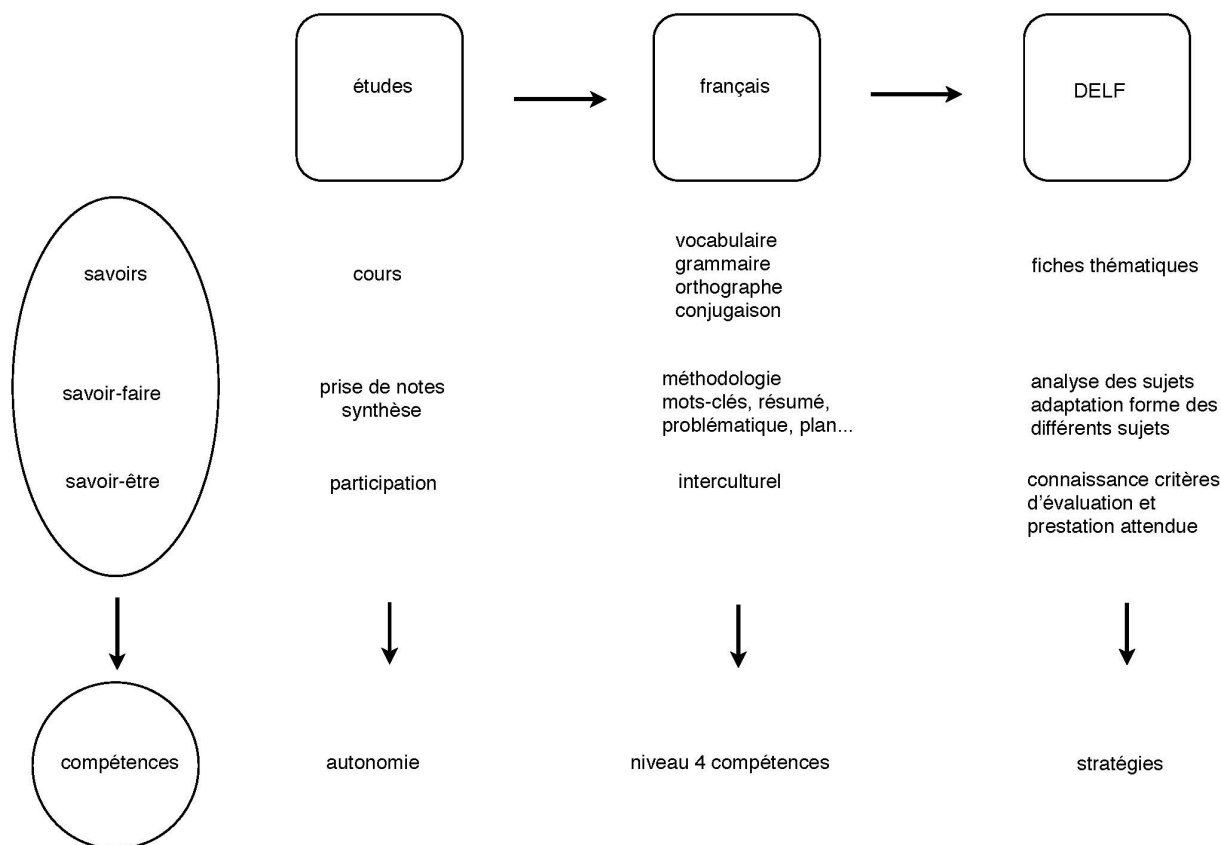 études
français
DELF
savoirs
cours
vocabulaire
grammaire
orthographe
conjugaison
fiches thématiques
savoir-faire
prise de notes
synthèse
méthodologie
mots-clés, résumé,
problématique, plan...
analyse des sujets
adaptation forme des
différents sujets
savoir-être
participation
interculturel
connaissance critères
d'évaluation et
prestation attendue
compétences
autonomie
niveau 4 compétences
stratégies